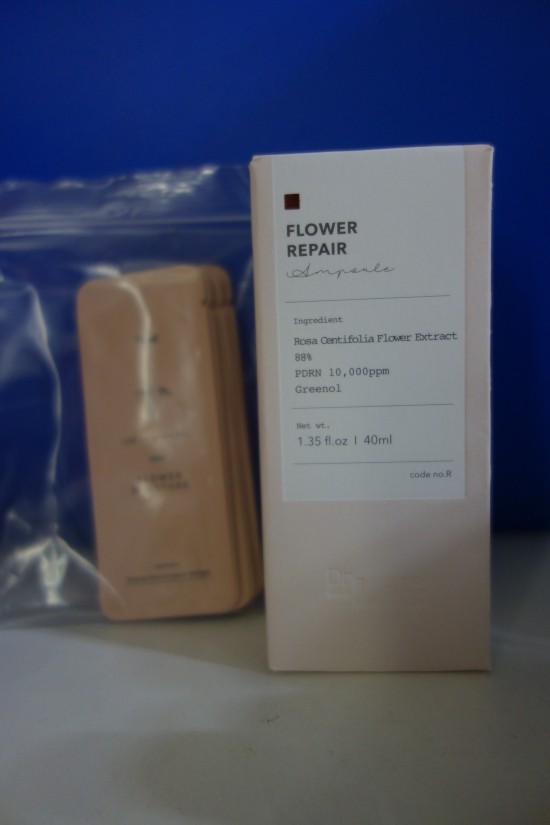 FLOWER
REPAIR
Ampoule
Ingredient
Rosa Centifolia Flower Extract
88%
PDRN 10,000ppm
Greenol
Net wt.
1.35 fl.oz | 40ml
code no.R
FLOWER